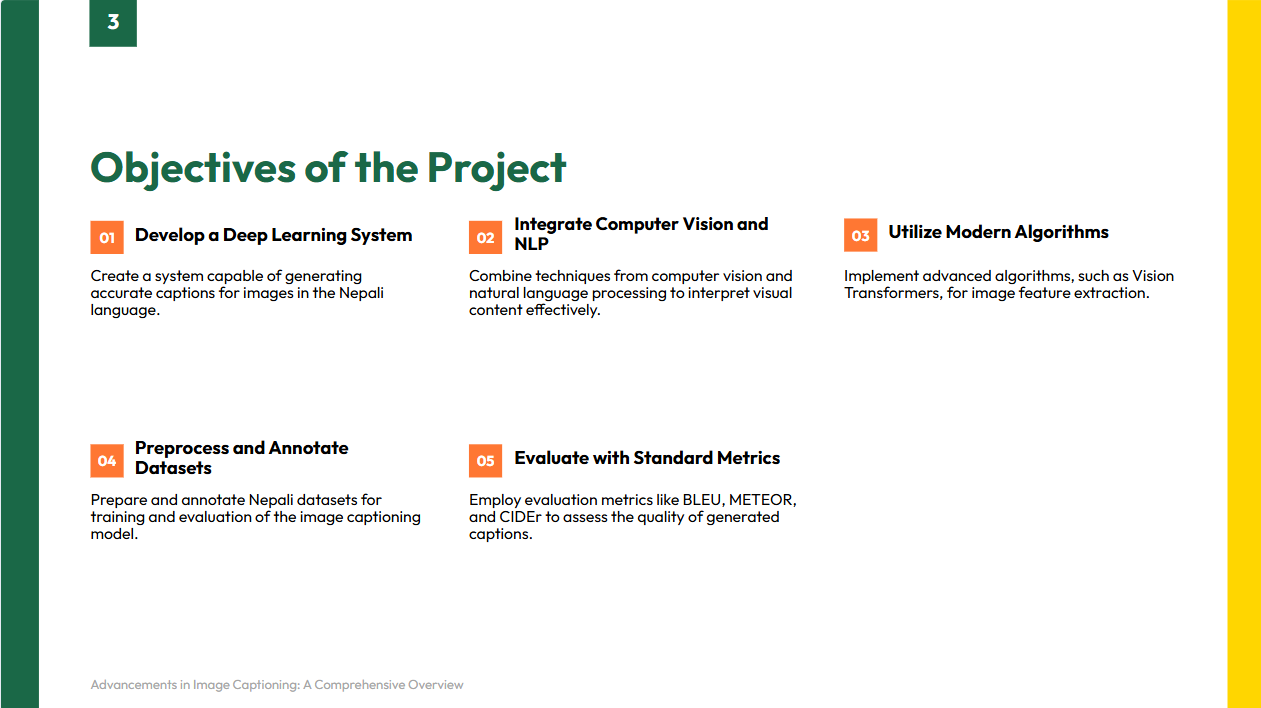 3
Objectives of the Project
01
Develop a Deep Learning System
Create a system capable of generating
accurate captions for images in the Nepali
language.
02
Integrate Computer Vision and
NLP
Combine techniques from computer vision and
natural language processing to interpret visual
content effectively.
03
Utilize Modern Algorithms
Implement advanced algorithms, such as Vision
Transformers, for image feature extraction.
04
Preprocess and Annotate
Datasets
Prepare and annotate Nepali datasets for
training and evaluation of the image captioning
model.
05
Evaluate with Standard Metrics
Employ evaluation metrics like BLEU, METEOR,
and CIDEr to assess the quality of generated
captions.
Advancements in Image Captioning: A Comprehensive Overview